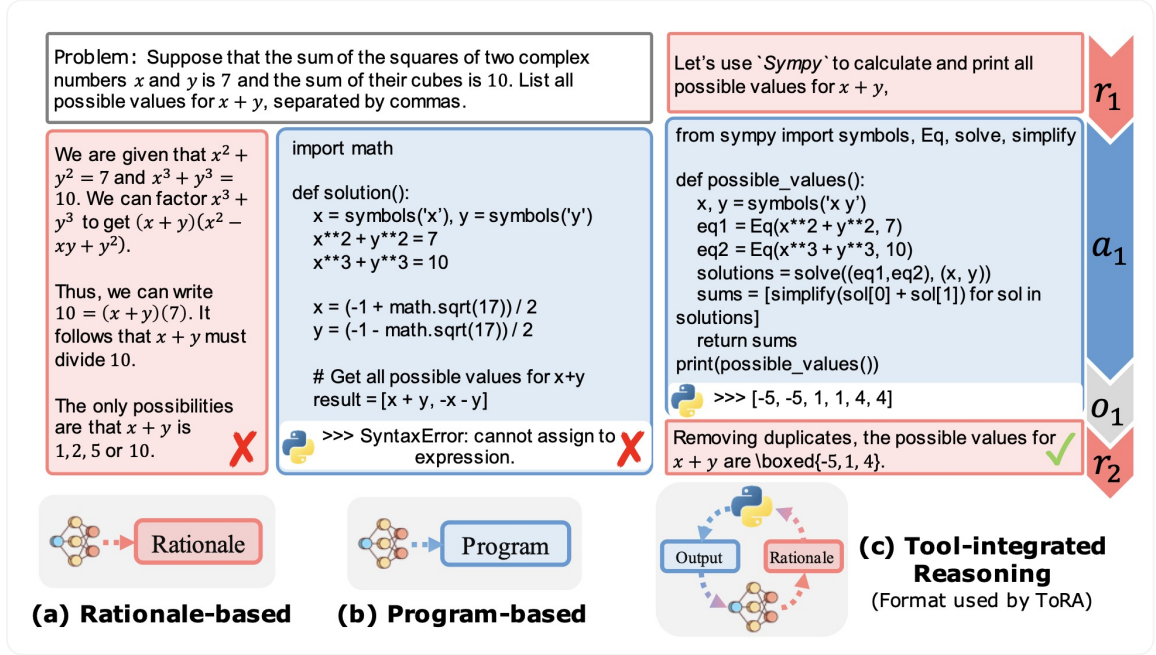 Problem: Suppose that the sum of the squares of two complex
numbers x and y is 7 and the sum of their cubes is 10. List all
possible values for x + y, separated by commas.
We are given that x² +
y² = 7 and x³ + y³ =
10. We can factor x³ +
y³ to get (x + y)(x² −
xy + y²).
Thus, we can write
10 = (x + y)(7). It
follows that x + y must
divide 10.
The only possibilities
are that x + y is
1, 2, 5 or 10.
import math
def solution():
x = symbols('x'), y = symbols('y')
x**2 + y**2 = 7
x**3 + y**3 = 10
x = (-1 + math.sqrt(17)) / 2
y = (-1 - math.sqrt(17)) / 2
# Get all possible values for x+y
result = [x + y, -x - y]
>>> SyntaxError: cannot assign to
expression.
Let's use `Sympy` to calculate and print all
possible values for x + y,
from sympy import symbols, Eq, solve, simplify
def possible_values():
x, y = symbols('x y')
eq1 = Eq(x**2 + y**2, 7)
eq2 = Eq(x**3 + y**3, 10)
solutions = solve((eq1,eq2), (x, y))
sums = [simplify(sol[0] + sol[1]) for sol in
solutions]
return sums
print(possible_values())
>>> [-5, -5, 1, 1, 4, 4]
Removing duplicates, the possible values for
x + y are \boxed{-5, 1, 4}.
r₁
a₁
o₁
r₂
Rationale
(a) Rationale-based
Program
(b) Program-based
Output
Rationale
(c) Tool-integrated
Reasoning
(Format used by ToRA)